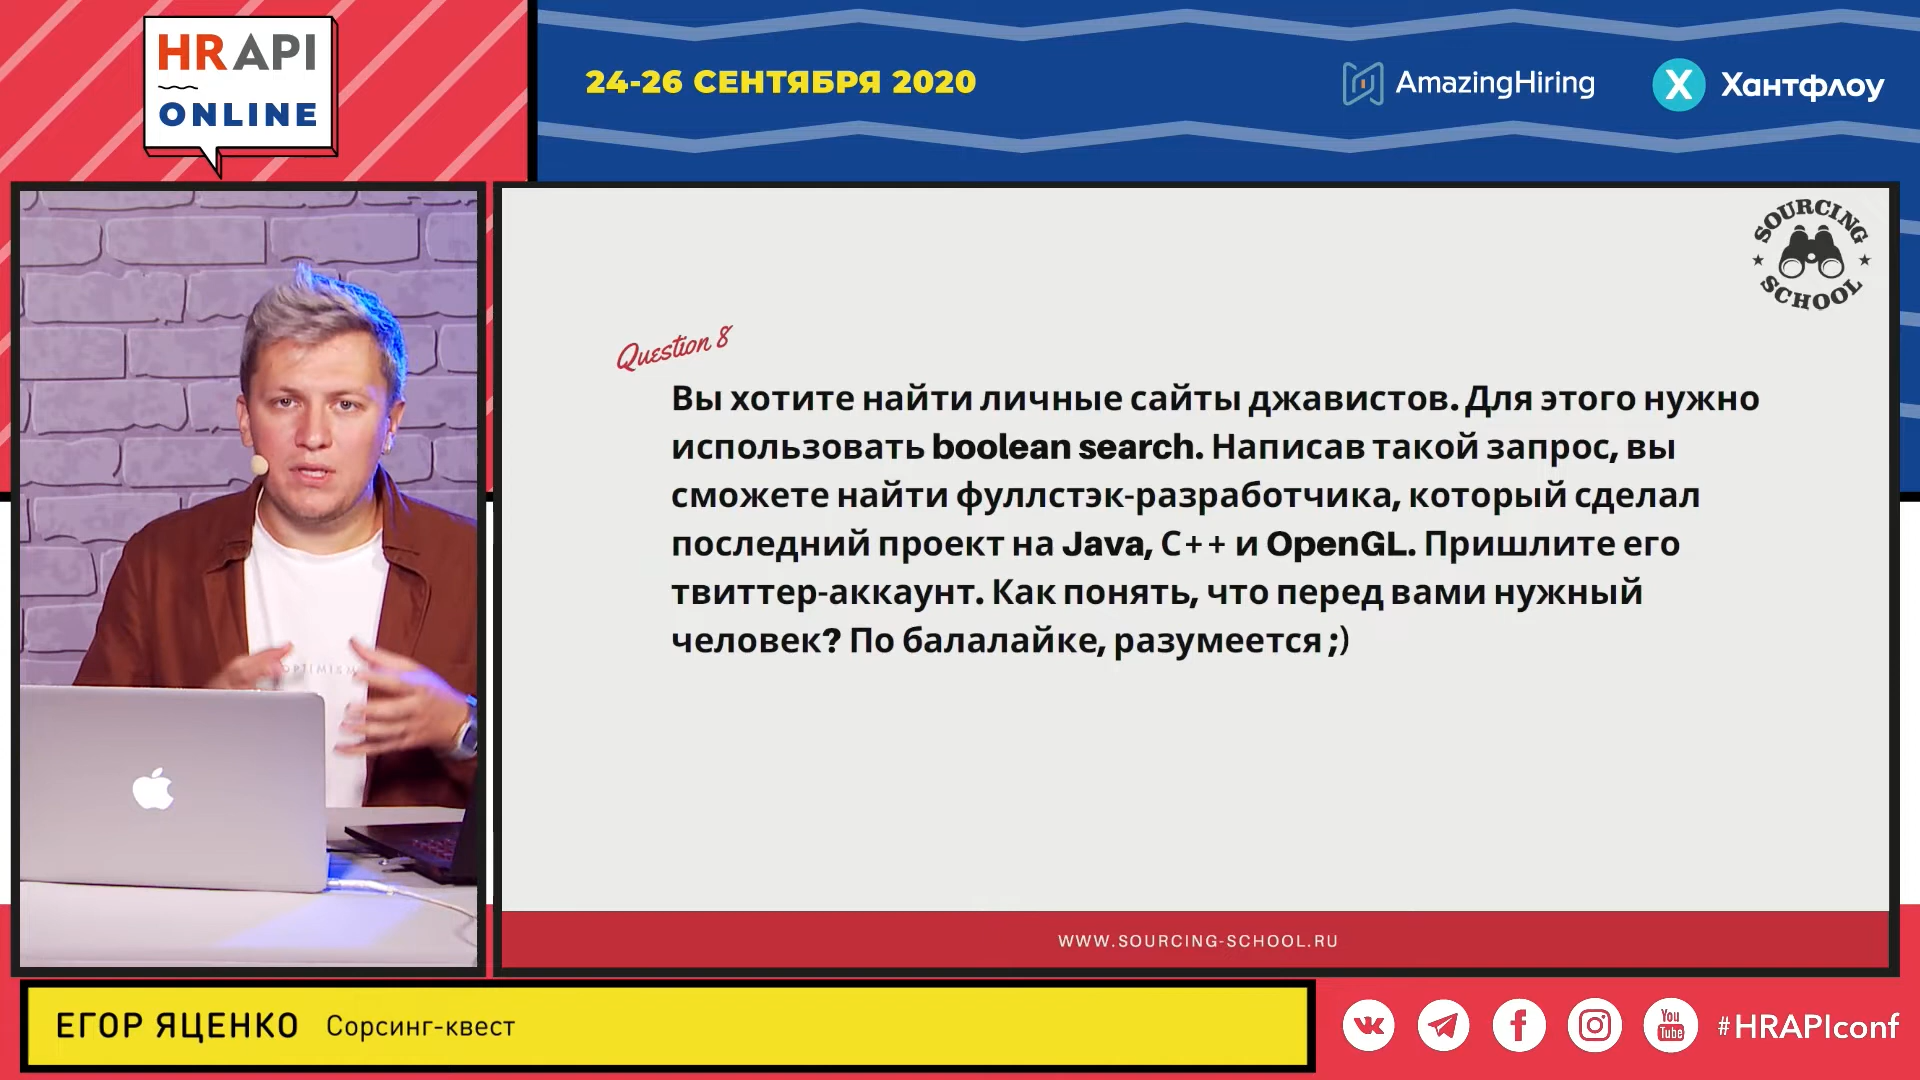 HR API
ONLINE
24-26 СЕНТЯБРЯ 2020
AmazingHiring
X Хантфлоу
SOURCING SCHOOL
Question 8
Вы хотите найти личные сайты джавистов. Для этого нужно
использовать boolean search. Написав такой запрос, вы
сможете найти фуллстэк-разработчика, который сделал
последний проект на Java, C++ и OpenGL. Пришлите его
твиттер-аккаунт. Как понять, что перед вами нужный
человек? По балалайке, разумеется ;)
OPTIMISM
WWW.SOURCING-SCHOOL.RU
ЕГОР ЯЦЕНКО Сорсинг-квест
You Tube
#HRAPIconf